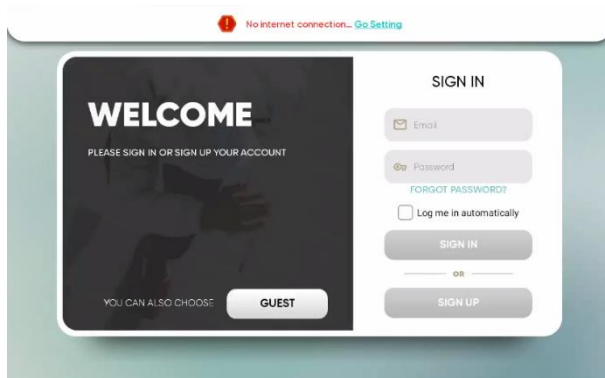 No internet connection... Go Setting
WELCOME
PLEASE SIGN IN OR SIGN UP YOUR ACCOUNT
YOU CAN ALSO CHOOSE
GUEST
SIGN IN
Email
Password
FORGOT PASSWORD?
Log me in automatically
SIGN IN
OR
SIGN UP